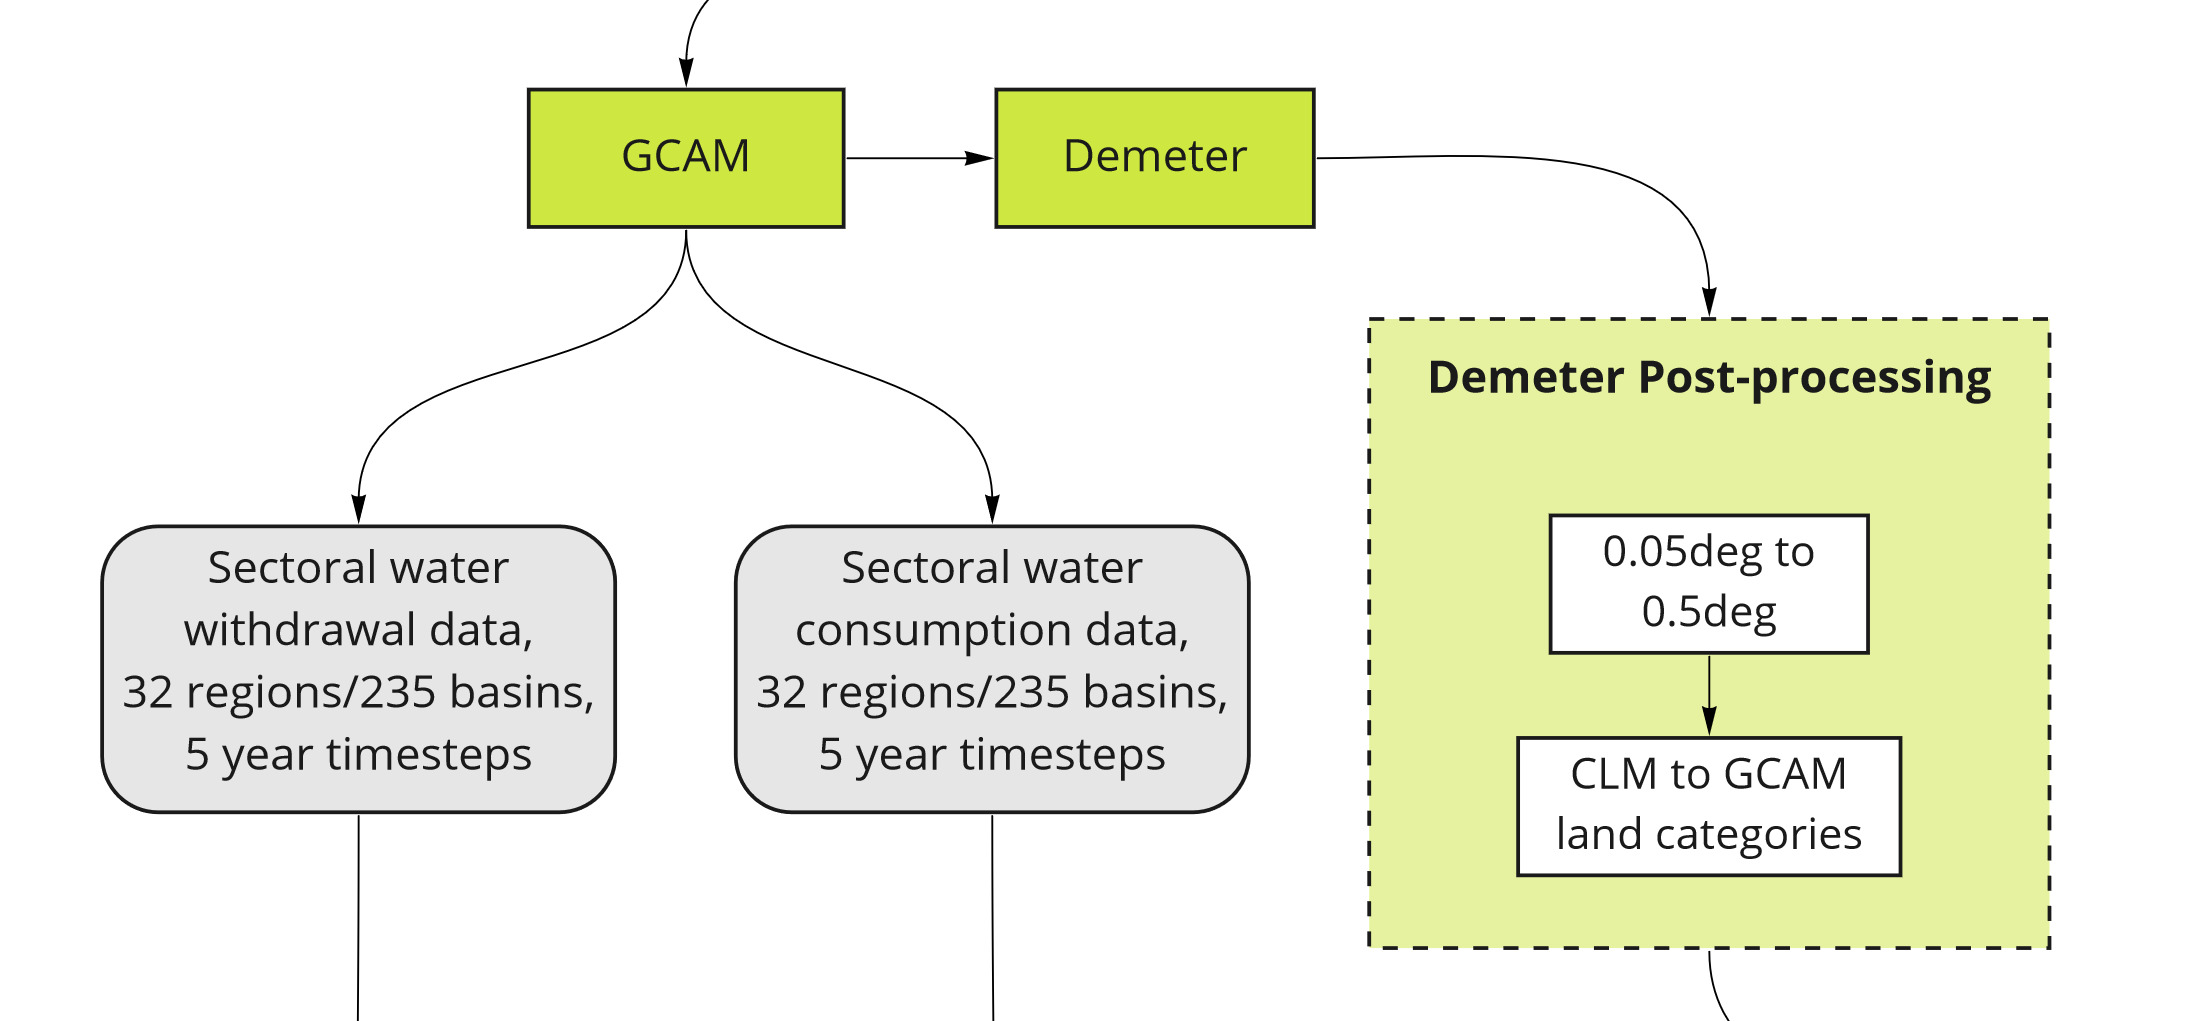 GCAM
Demeter
Demeter Post-processing
Sectoral water
withdrawal data,
32 regions/235 basins,
5 year timesteps
Sectoral water
consumption data,
32 regions/235 basins,
5 year timesteps
0.05deg to
0.5deg
CLM to GCAM
land categories